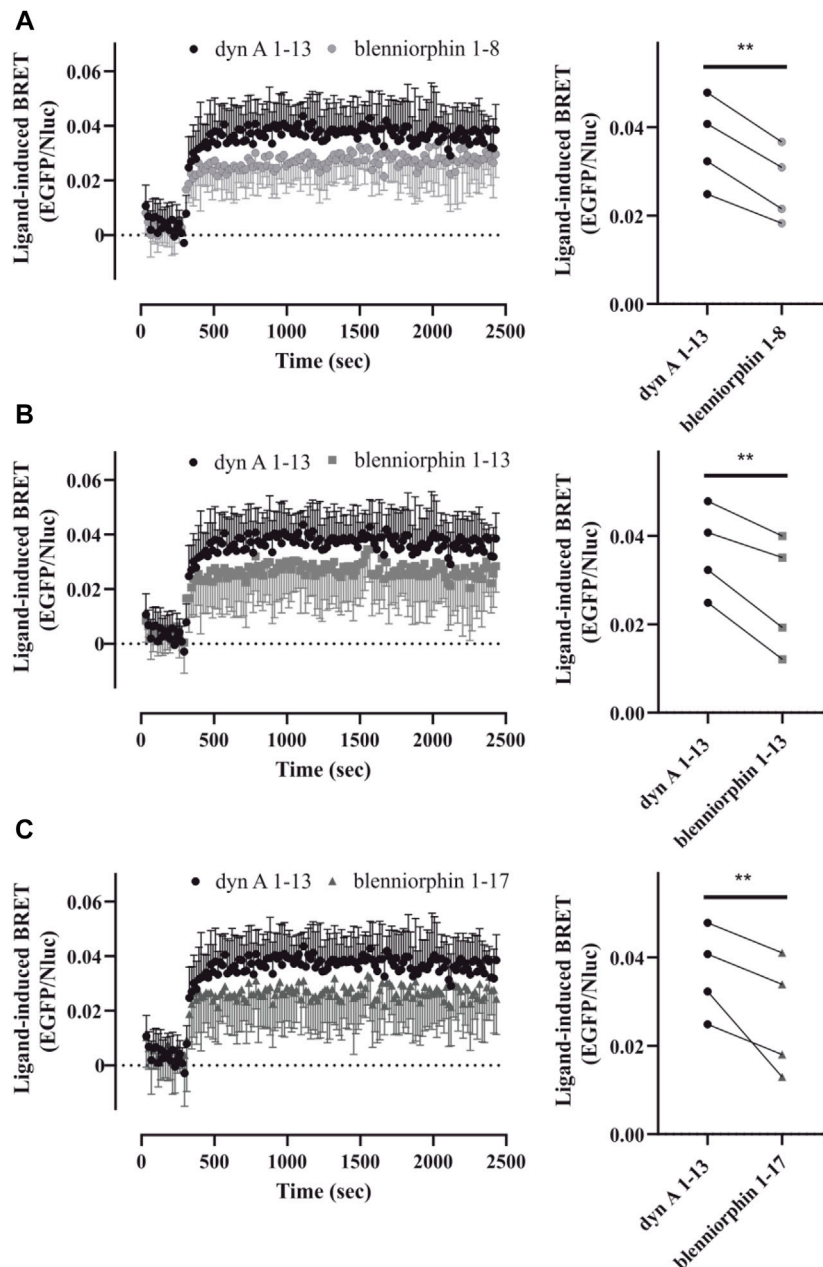 A
dyn A 1-13 blenniorphin 1-8
Ligand-induced BRET
(EGFP/Nluc)
0.06
0.04
0.02
0
0 500 1000 1500 2000 2500
Time (sec)
**
Ligand-induced BRET
(EGFP/Nluc)
0.04
0.02
0.00
dyn A 1-13
blenniorphin 1-8
B
dyn A 1-13 blenniorphin 1-13
Ligand-induced BRET
(EGFP/Nluc)
0.06
0.04
0.02
0
0 500 1000 1500 2000 2500
Time (sec)
**
Ligand-induced BRET
(EGFP/Nluc)
0.04
0.02
0.00
dyn A 1-13
blenniorphin 1-13
C
dyn A 1-13 blenniorphin 1-17
Ligand-induced BRET
(EGFP/Nluc)
0.06
0.04
0.02
0
0 500 1000 1500 2000 2500
Time (sec)
**
Ligand-induced BRET
(EGFP/Nluc)
0.04
0.02
0.00
dyn A 1-13
blenniorphin 1-17